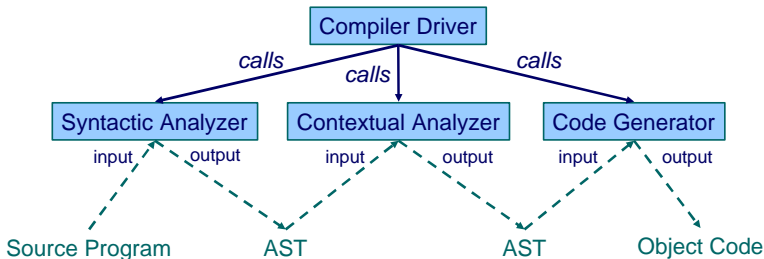 Compiler Driver
calls
calls
calls
Syntactic Analyzer
Contextual Analyzer
Code Generator
input
output
input
output
input
output
Source Program
AST
AST
Object Code